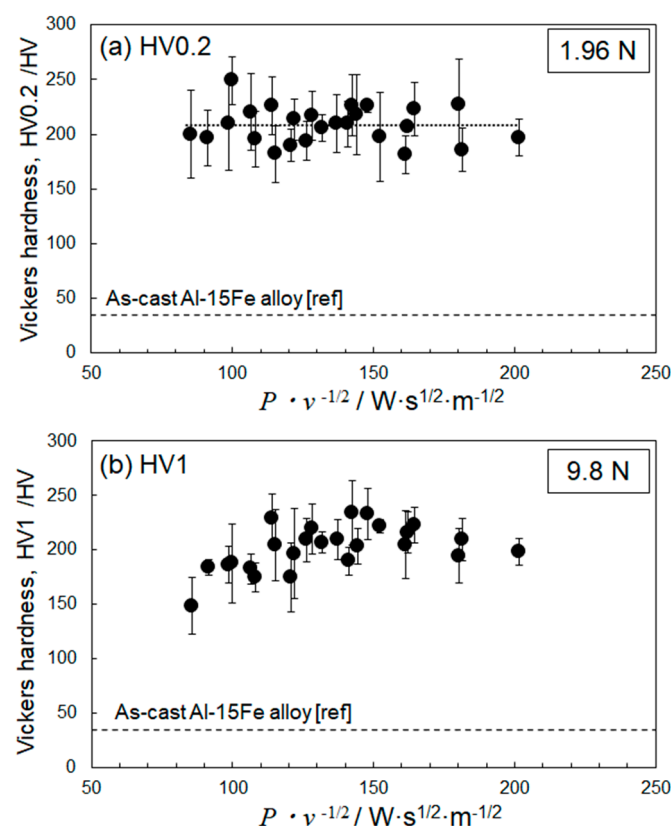 (a) HV0.2
1.96 N
Vickers hardness, HV0.2 /HV
300
250
200
150
100
50
0
As-cast Al-15Fe alloy [ref]
50 100 150 200 250
P・v -1/2 / W·s1/2·m-1/2
(b) HV1
9.8 N
Vickers hardness, HV1 /HV
300
250
200
150
100
50
0
As-cast Al-15Fe alloy [ref]
50 100 150 200 250
P・v -1/2 / W·s1/2·m-1/2